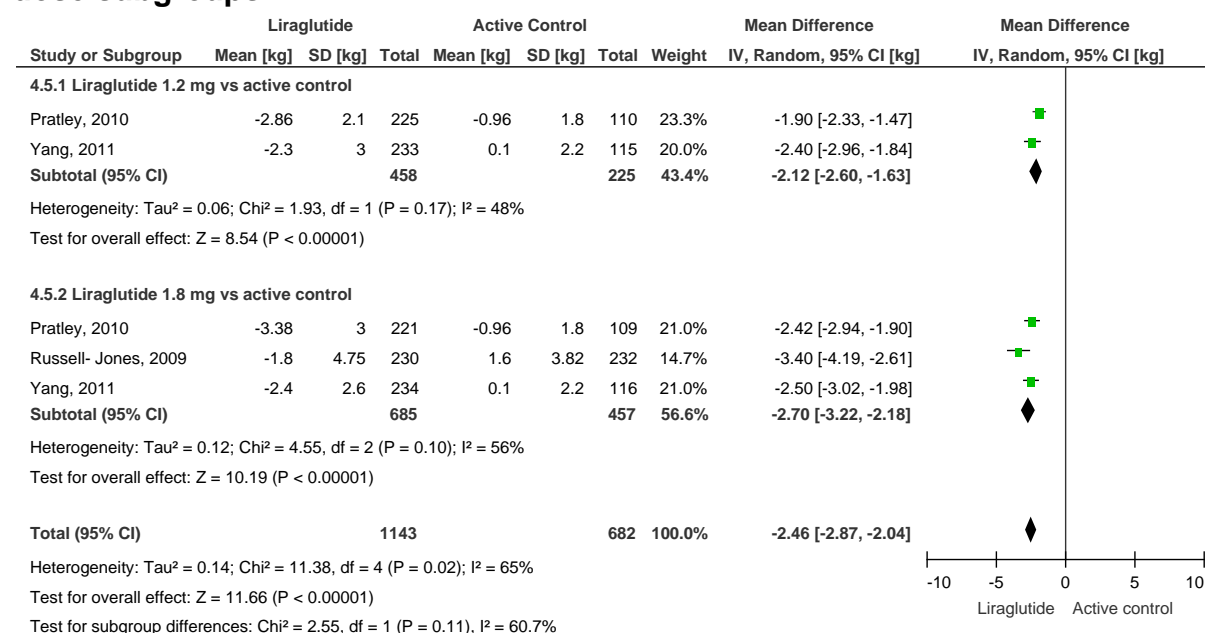 dose subgroups
Liraglutide Active Control Mean Difference Mean Difference
Study or Subgroup Mean [kg] SD [kg] Total Mean [kg] SD [kg] Total Weight IV, Random, 95% CI [kg] IV, Random, 95% CI [kg]
4.5.1 Liraglutide 1.2 mg vs active control
Pratley, 2010 -2.86 2.1 225 -0.96 1.8 110 23.3% -1.90 [-2.33, -1.47]
Yang, 2011 -2.3 3 233 0.1 2.2 115 20.0% -2.40 [-2.96, -1.84]
Subtotal (95% CI) 458 225 43.4% -2.12 [-2.60, -1.63]
Heterogeneity: Tau² = 0.06; Chi² = 1.93, df = 1 (P = 0.17); I² = 48%
Test for overall effect: Z = 8.54 (P < 0.00001)
4.5.2 Liraglutide 1.8 mg vs active control
Pratley, 2010 -3.38 3 221 -0.96 1.8 109 21.0% -2.42 [-2.94, -1.90]
Russell- Jones, 2009 -1.8 4.75 230 1.6 3.82 232 14.7% -3.40 [-4.19, -2.61]
Yang, 2011 -2.4 2.6 234 0.1 2.2 116 21.0% -2.50 [-3.02, -1.98]
Subtotal (95% CI) 685 457 56.6% -2.70 [-3.22, -2.18]
Heterogeneity: Tau² = 0.12; Chi² = 4.55, df = 2 (P = 0.10); I² = 56%
Test for overall effect: Z = 10.19 (P < 0.00001)
Total (95% CI) 1143 682 100.0% -2.46 [-2.87, -2.04]
Heterogeneity: Tau² = 0.14; Chi² = 11.38, df = 4 (P = 0.02); I² = 65%
Test for overall effect: Z = 11.66 (P < 0.00001)
Test for subgroup differences: Chi² = 2.55, df = 1 (P = 0.11), I² = 60.7%
-10 -5 0 5 10
Liraglutide Active control